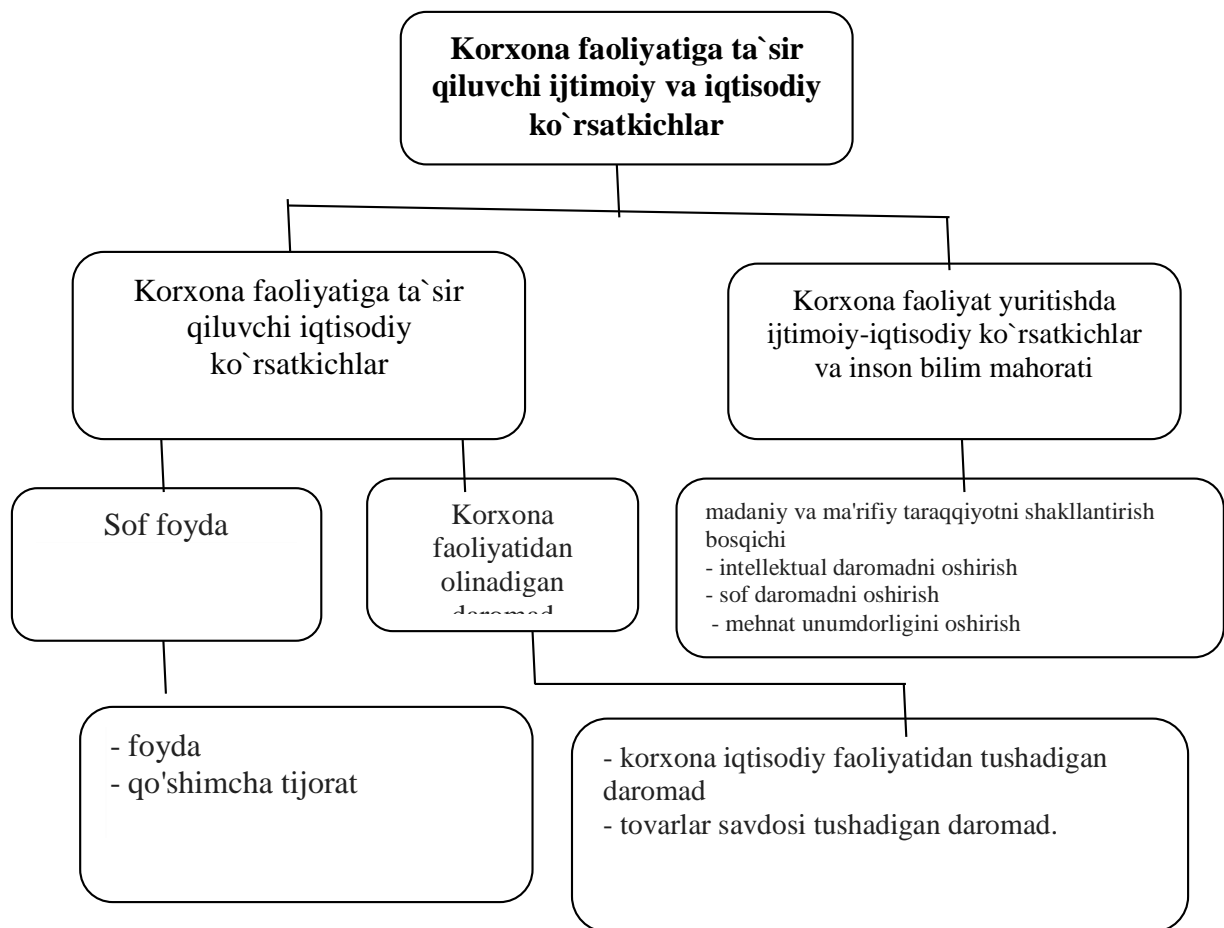 Korxona faoliyatiga ta`sir
qiluvchi ijtimoiy va iqtisodiy
ko`rsatkichlar
Korxona faoliyatiga ta`sir
qiluvchi iqtisodiy
ko`rsatkichlar
Korxona faoliyat yuritishda
ijtimoiy-iqtisodiy ko`rsatkichlar
va inson bilim mahorati
Sof foyda
Korxona
faoliyatidan
olinadigan
daromad
madaniy va ma'rifiy taraqqiyotni shakllantirish
bosqichi
- intellektual daromadni oshirish
- sof daromadni oshirish
- mehnat unumdorligini oshirish
- foyda
- qo'shimcha tijorat
- korxona iqtisodiy faoliyatidan tushadigan
daromad
- tovarlar savdosi tushadigan daromad.